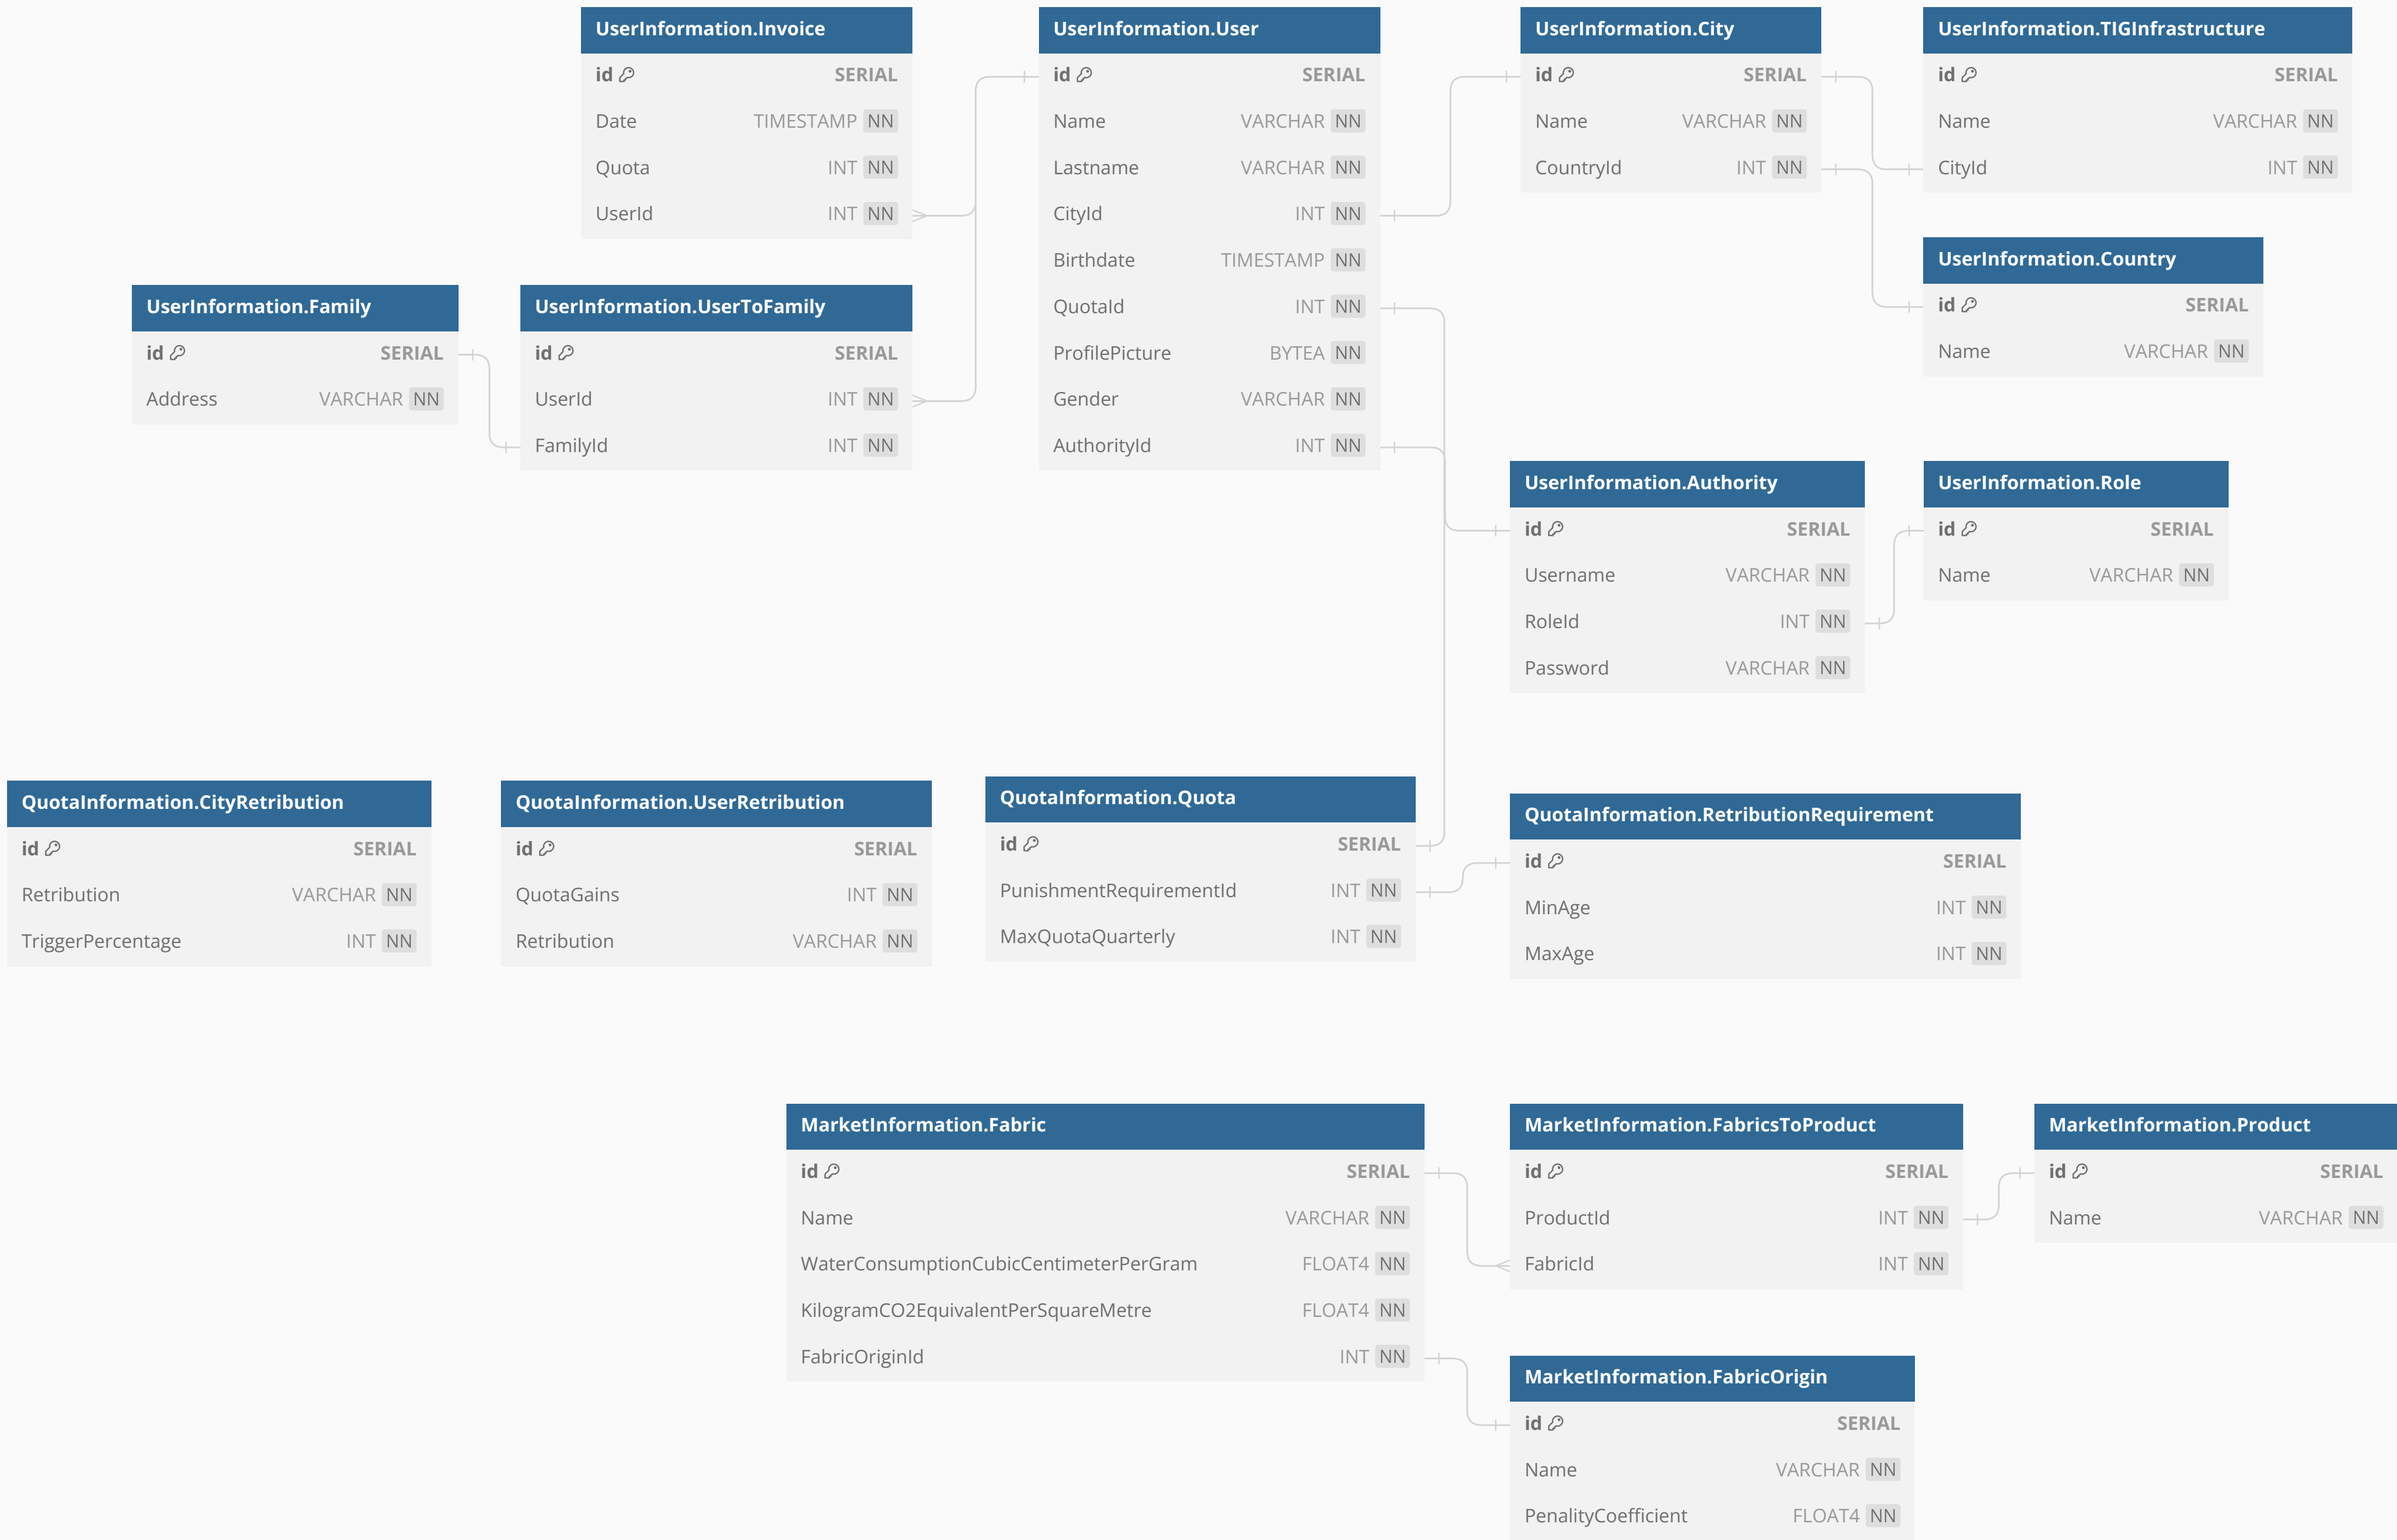 UserInformation.Invoice
id SERIAL
Date TIMESTAMP NN
Quota INT NN
UserId INT NN
UserInformation.User
id SERIAL
Name VARCHAR NN
Lastname VARCHAR NN
CityId INT NN
Birthdate TIMESTAMP NN
QuotaId INT NN
ProfilePicture BYTEA NN
Gender VARCHAR NN
AuthorityId INT NN
UserInformation.City
id SERIAL
Name VARCHAR NN
CountryId INT NN
UserInformation.TIGInfrastructure
id SERIAL
Name VARCHAR NN
CityId INT NN
UserInformation.Country
id SERIAL
Name VARCHAR NN
UserInformation.Family
id SERIAL
Address VARCHAR NN
UserInformation.UserToFamily
id SERIAL
UserId INT NN
FamilyId INT NN
UserInformation.Authority
id SERIAL
Username VARCHAR NN
RoleId INT NN
Password VARCHAR NN
UserInformation.Role
id SERIAL
Name VARCHAR NN
QuotaInformation.CityRetribution
id SERIAL
Retribution VARCHAR NN
TriggerPercentage INT NN
QuotaInformation.UserRetribution
id SERIAL
QuotaGains INT NN
Retribution VARCHAR NN
QuotaInformation.Quota
id SERIAL
PunishmentRequirementId INT NN
MaxQuotaQuarterly INT NN
QuotaInformation.RetributionRequirement
id SERIAL
MinAge INT NN
MaxAge INT NN
MarketInformation.Fabric
id SERIAL
Name VARCHAR NN
WaterConsumptionCubicCentimeterPerGram FLOAT4 NN
KilogramCO2EquivalentPerSquareMetre FLOAT4 NN
FabricOriginId INT NN
MarketInformation.FabricsToProduct
id SERIAL
ProductId INT NN
FabricId INT NN
MarketInformation.Product
id SERIAL
Name VARCHAR NN
MarketInformation.FabricOrigin
id SERIAL
Name VARCHAR NN
PenalityCoefficient FLOAT4 NN